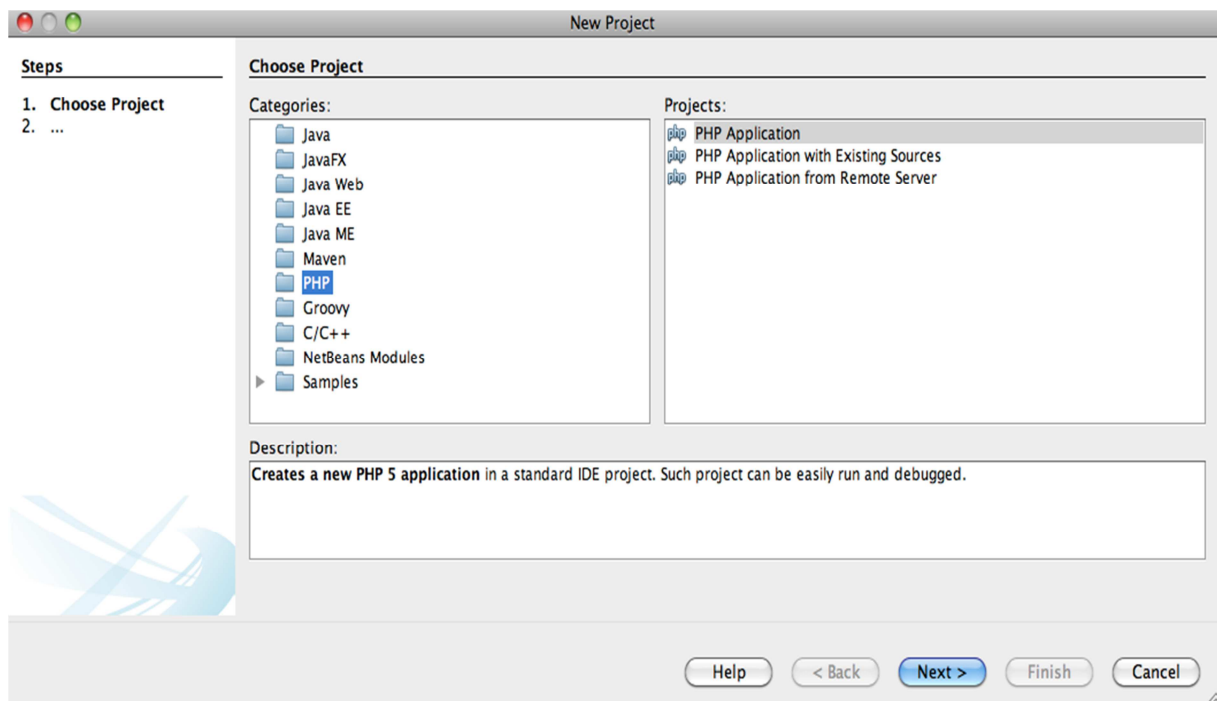 New Project
Steps
1. Choose Project
2. ...
Choose Project
Categories:
Java
JavaFX
Java Web
Java EE
Java ME
Maven
PHP
Groovy
C/C++
NetBeans Modules
Samples
Projects:
php PHP Application
php PHP Application with Existing Sources
php PHP Application from Remote Server
Description:
Creates a new PHP 5 application in a standard IDE project. Such project can be easily run and debugged.
Help
< Back
Next >
Finish
Cancel